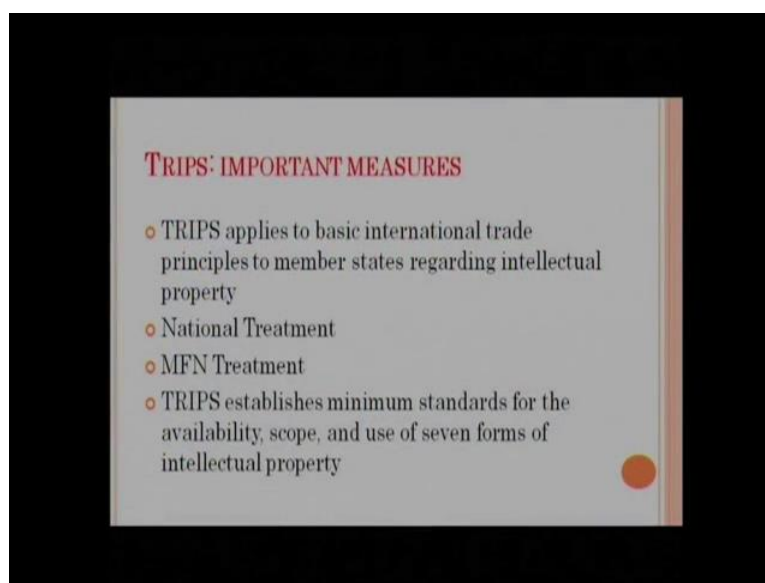 TRIPS: IMPORTANT MEASURES
TRIPS applies to basic international trade
principles to member states regarding intellectual
property
National Treatment
MFN Treatment
TRIPS establishes minimum standards for the
availability, scope, and use of seven forms of
intellectual property